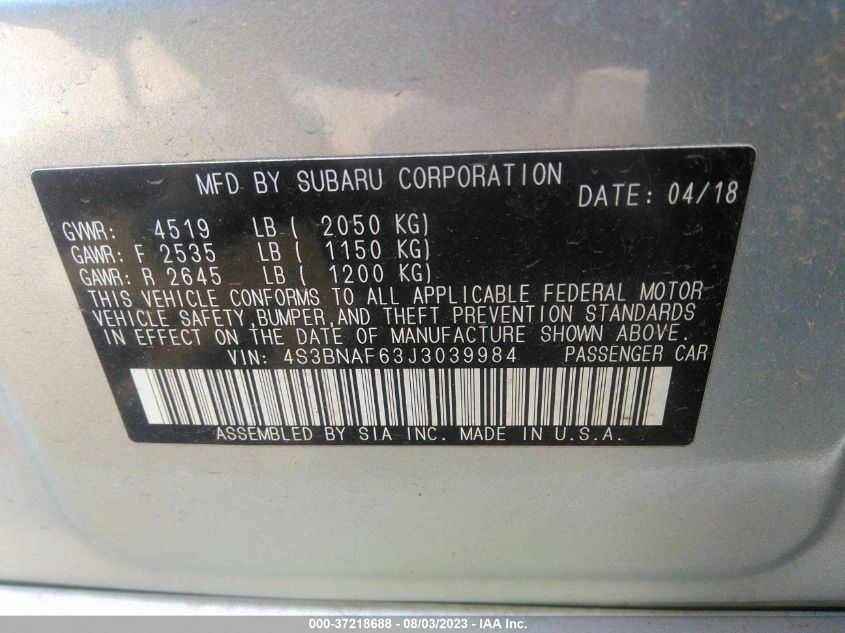 MFD BY SUBARU CORPORATION DATE: 04/18
GVWR: 4519 LB ( 2050 KG)
GAWR: F 2535 LB ( 1150 KG)
GAWR: R 2645 LB ( 1200 KG)
THIS VEHICLE CONFORMS TO ALL APPLICABLE FEDERAL MOTOR
VEHICLE SAFETY,BUMPER,AND THEFT PREVENTION STANDARDS
IN EFFECT ON THE DATE OF MANUFACTURE SHOWN ABOVE.
VIN: 4S3BNAF63J3039984 PASSENGER CAR
ASSEMBLED BY SIA INC. MADE IN U.S.A.
000-37218688 - 08/03/2023 - IAA Inc.